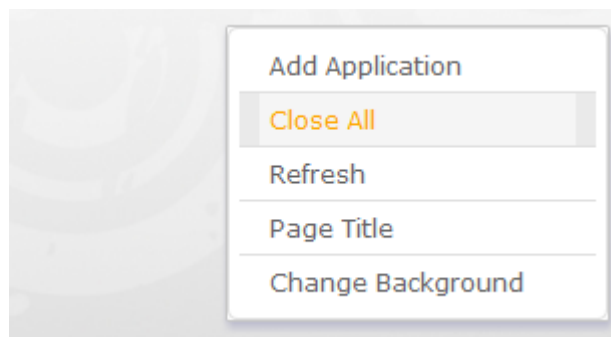 Add Application
Close All
Refresh
Page Title
Change Background